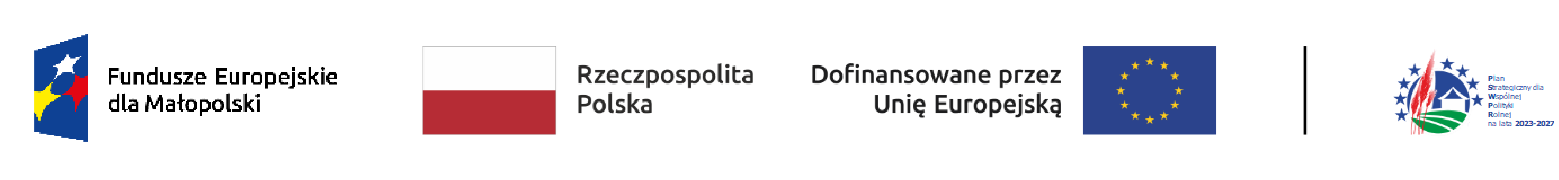 Fundusze Europejskie
dla Małopolski
Rzeczpospolita
Polska
Dofinansowane przez
Unię Europejską
Plan
Strategiczny dla
Wspólnej
Polityki
Rolnej
na lata 2023-2027